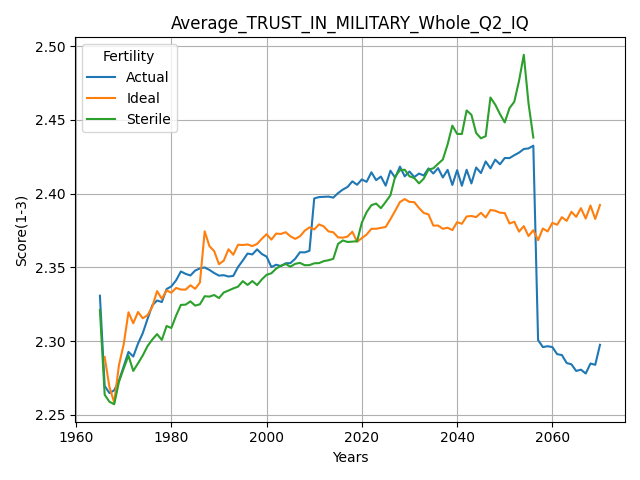 Average_TRUST_IN_MILITARY_Whole_Q2_IQ
2.50
2.45
2.40
2.35
2.30
2.25
Score(1-3)
Fertility
Actual
Ideal
Sterile
1960
1980
2000
2020
2040
2060
Years